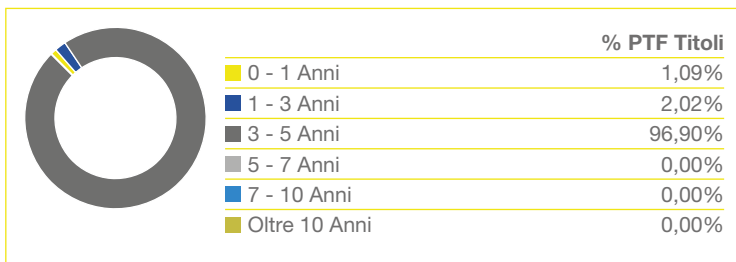 % PTF Titoli
0 - 1 Anni 1,09%
1 - 3 Anni 2,02%
3 - 5 Anni 96,90%
5 - 7 Anni 0,00%
7 - 10 Anni 0,00%
Oltre 10 Anni 0,00%